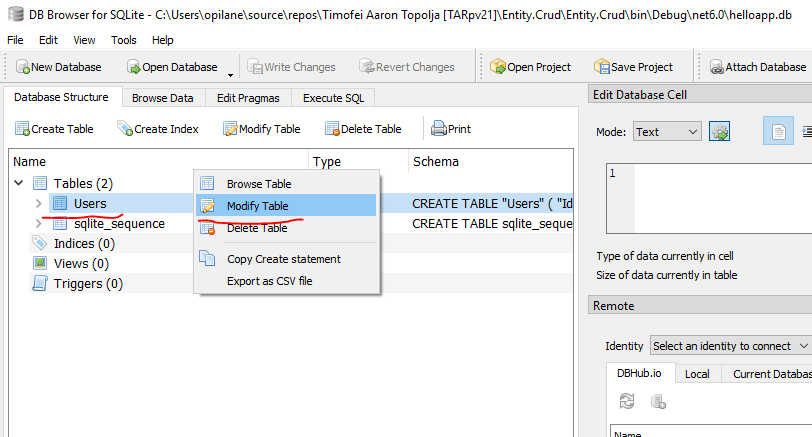 DB Browser for SQLite - C:\Users\opilane\source\repos\Timofei Aaron Topolja [TARpv21]\Entity.Crud\Entity.Crud\bin\Debug\net6.0\helloapp.db
File Edit View Tools Help
New Database Open Database Write Changes Revert Changes Open Project Save Project Attach Database
Database Structure Browse Data Edit Pragmas Execute SQL
Edit Database Cell
Create Table Create Index Modify Table Delete Table Print
Mode: Text
Name Type Schema
1
Tables (2)
Browse Table
Users
Modify Table
CREATE TABLE "Users" ( "Id
sqlite_sequence
Delete Table
CREATE TABLE sqlite_seque
Indices (0)
Views (0)
Copy Create statement
Triggers (0)
Export as CSV file
Type of data currently in cell
Size of data currently in table
Remote
Identity Select an identity to connect
DBHub.io Local Current Databas
Name